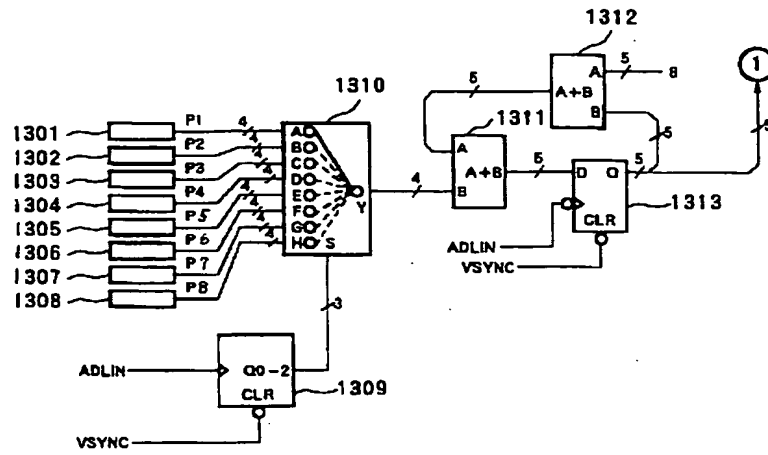 1312
1
1310
A
5
8
5
A+B
B
1311
1301
P1
4
A
5
5
1302
P2
4
B
A
1303
P3
4
C
A+B
5
D
Q
5
1304
P4
4
D
Y
4
B
1305
P5
4
E
1313
1306
P6
4
F
CLR
1307
P7
4
G
ADLIN
1308
P8
4
H
S
VSYNC
3
ADLIN
Q0-2
1309
CLR
VSYNC